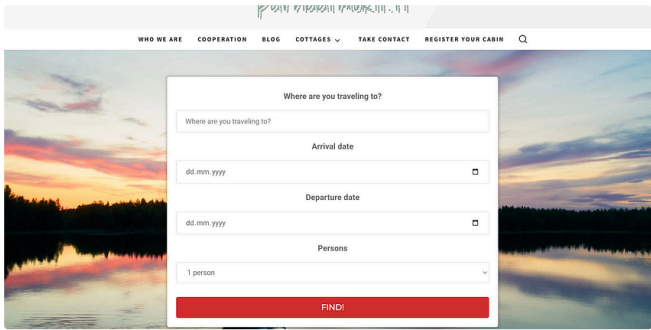 WHO WE ARE COOPERATION BLOG COTTAGES TAKE CONTACT REGISTER YOUR CABIN
Where are you traveling to?
Where are you traveling to?
Arrival date
dd.mm.yyyy
Departure date
dd.mm.yyyy
Persons
1 person
FIND!